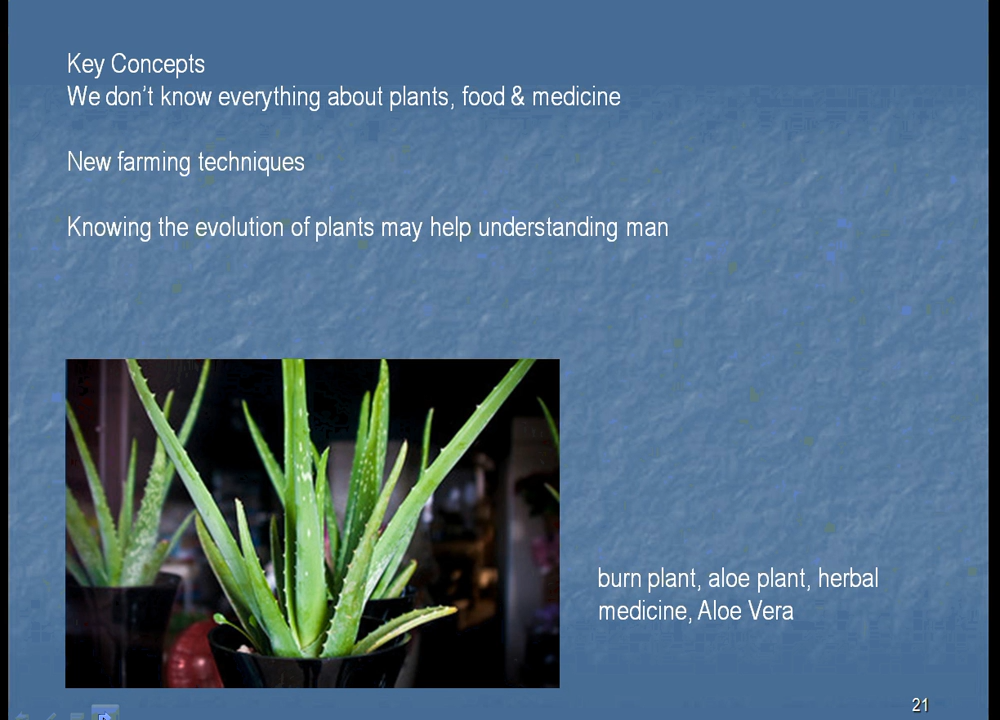 Key Concepts
We don’t know everything about plants, food & medicine
New farming techniques
Knowing the evolution of plants may help understanding man
burn plant, aloe plant, herbal
medicine, Aloe Vera
21